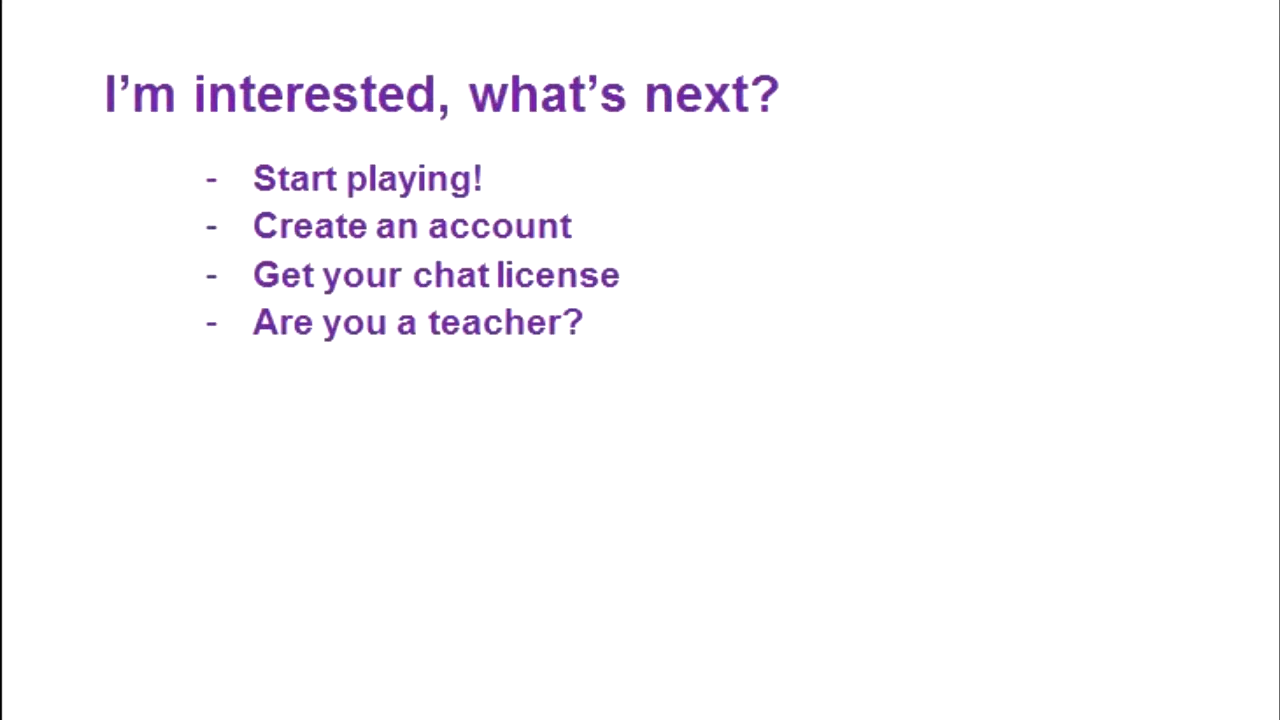 I’m interested, what’s next?
- Start playing!
- Create an account
- Get your chat license
- Are you a teacher?